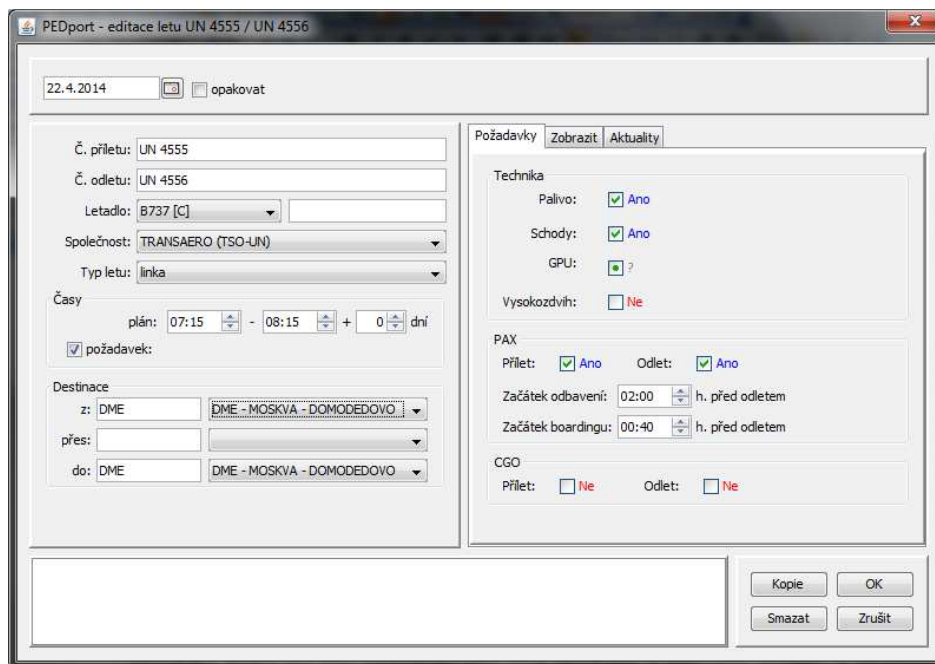 PEDport - editace letu UN 4555 / UN 4556
22.4.2014 opakovat
Č. příletu: UN 4555
Č. odletu: UN 4556
Letadlo: B737 [C]
Společnost: TRANSAERO (TSO-UN)
Typ letu: linka
Časy
plán: 07:15 - 08:15 + 0 dní
požadavek:
Destinace
z: DME DME - MOSKVA - DOMODEDOVO
přes:
do: DME DME - MOSKVA - DOMODEDOVO
Požadavky Zobrazit Aktuality
Technika
Palivo: Ano
Schody: Ano
GPU: ?
Vysokozdvih: Ne
PAX
Přílet: Ano Odlet: Ano
Začátek odbavení: 02:00 h. před odletem
Začátek boardingu: 00:40 h. před odletem
CGO
Přílet: Ne Odlet: Ne
Kopie OK
Smazat Zrušit